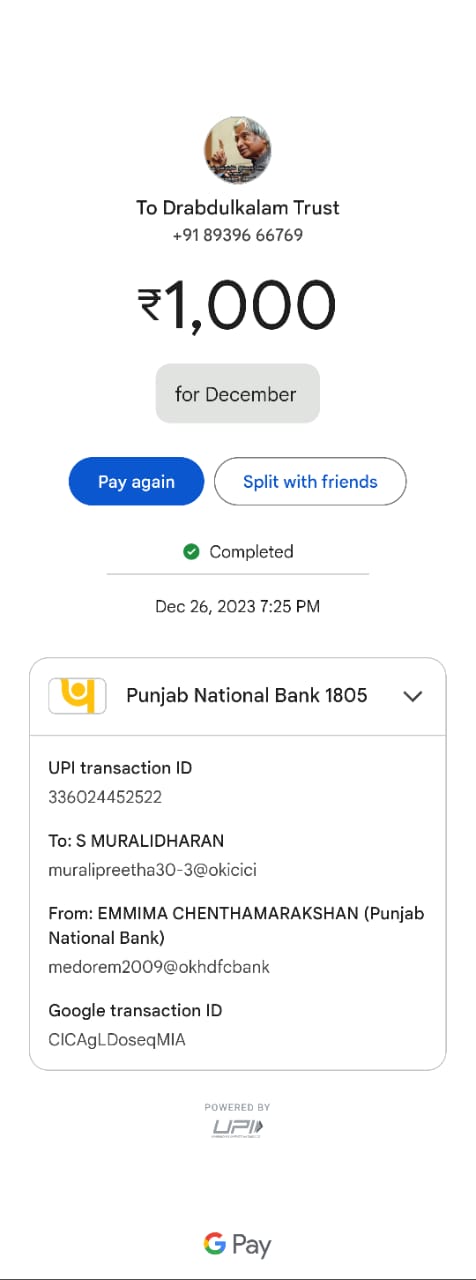 To Drabdulkalam Trust
+91 89396 66769
₹1,000
for December
Pay again
Split with friends
Completed
Dec 26, 2023 7:25 PM
Punjab National Bank 1805
UPI transaction ID
336024452522
To: S MURALIDHARAN
muralipreetha30-3@okicici
From: EMMIMA CHENTHAMARAKSHAN (Punjab
National Bank)
medorem2009@okhdfcbank
Google transaction ID
CICAgLDoseqMIA
POWERED BY
UPI
G Pay